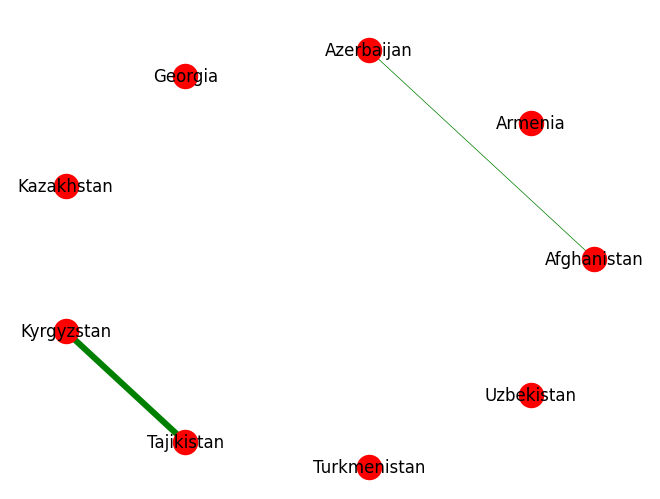 Azerbaijan
Georgia
Armenia
Kazakhstan
Afghanistan
Kyrgyzstan
Uzbekistan
Tajikistan
Turkmenistan